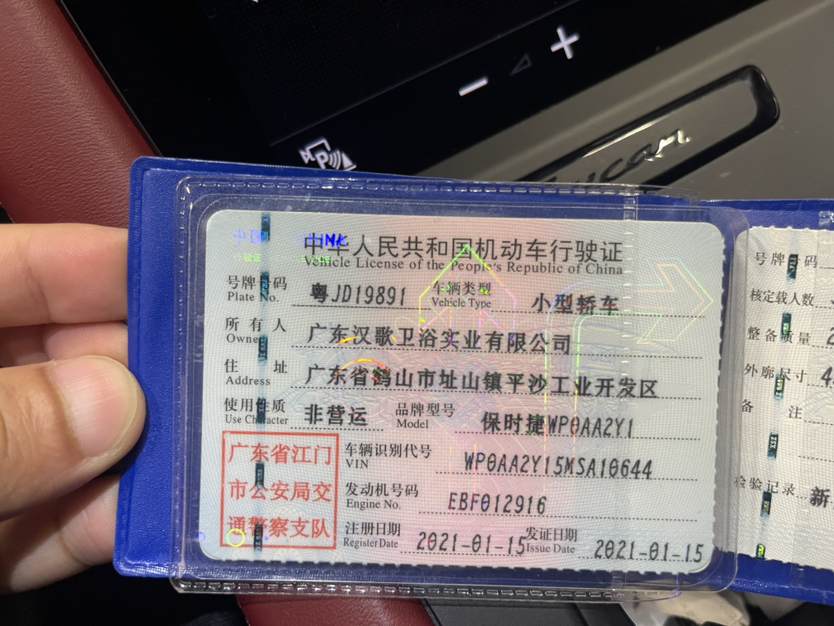 中华人民共和国机动车行驶证
Vehicle License of the People's Republic of China
号牌号码 粤JD19891 车辆类型 小型轿车
Plate No. Vehicle Type
所有人 广东汉歌卫浴实业有限公司
Owner
住址 广东省鹤山市址山镇平沙工业开发区
Address
使用性质 非营运 品牌型号 保时捷WP0AA2Y1
Use Character Model
广东省江门
市公安局交
通警察支队
车辆识别代号 WP0AA2Y15MSA10644
VIN
发动机号码 EBF012916
Engine No.
注册日期 2021-01-15 发证日期 2021-01-15
Register Date Issue Date
号牌号码
核定载人数
整备质量
外廓尺寸 4
备注
检验记录 新